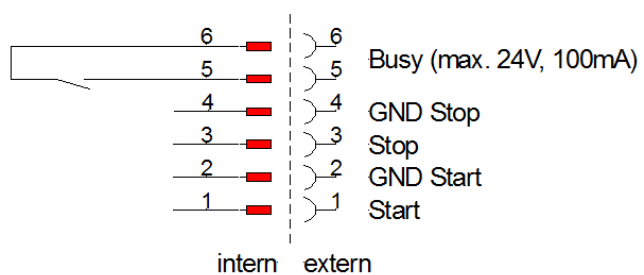 6 6
Busy (max. 24V, 100mA)
5 5
4 4 GND Stop
3 3 Stop
2 2 GND Start
1 1 Start
intern extern